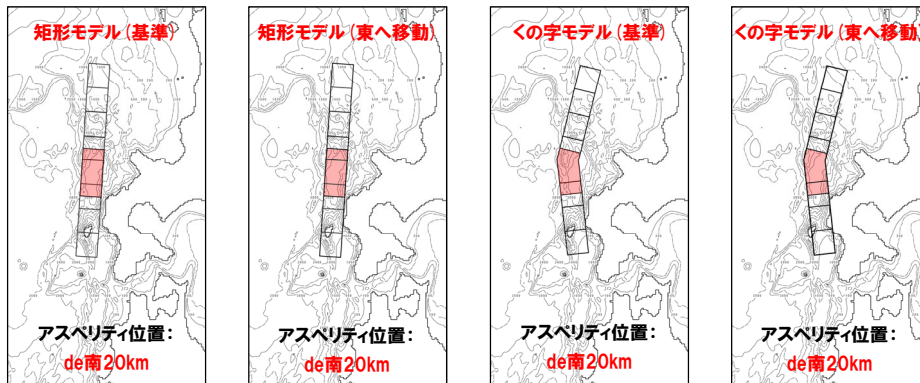 矩形モデル(基準)
アスペリティ位置:
de南20km
矩形モデル(東へ移動)
アスペリティ位置:
de南20km
くの字モデル(基準)
アスペリティ位置:
de南20km
くの字モデル(東へ移動)
アスペリティ位置:
de南20km